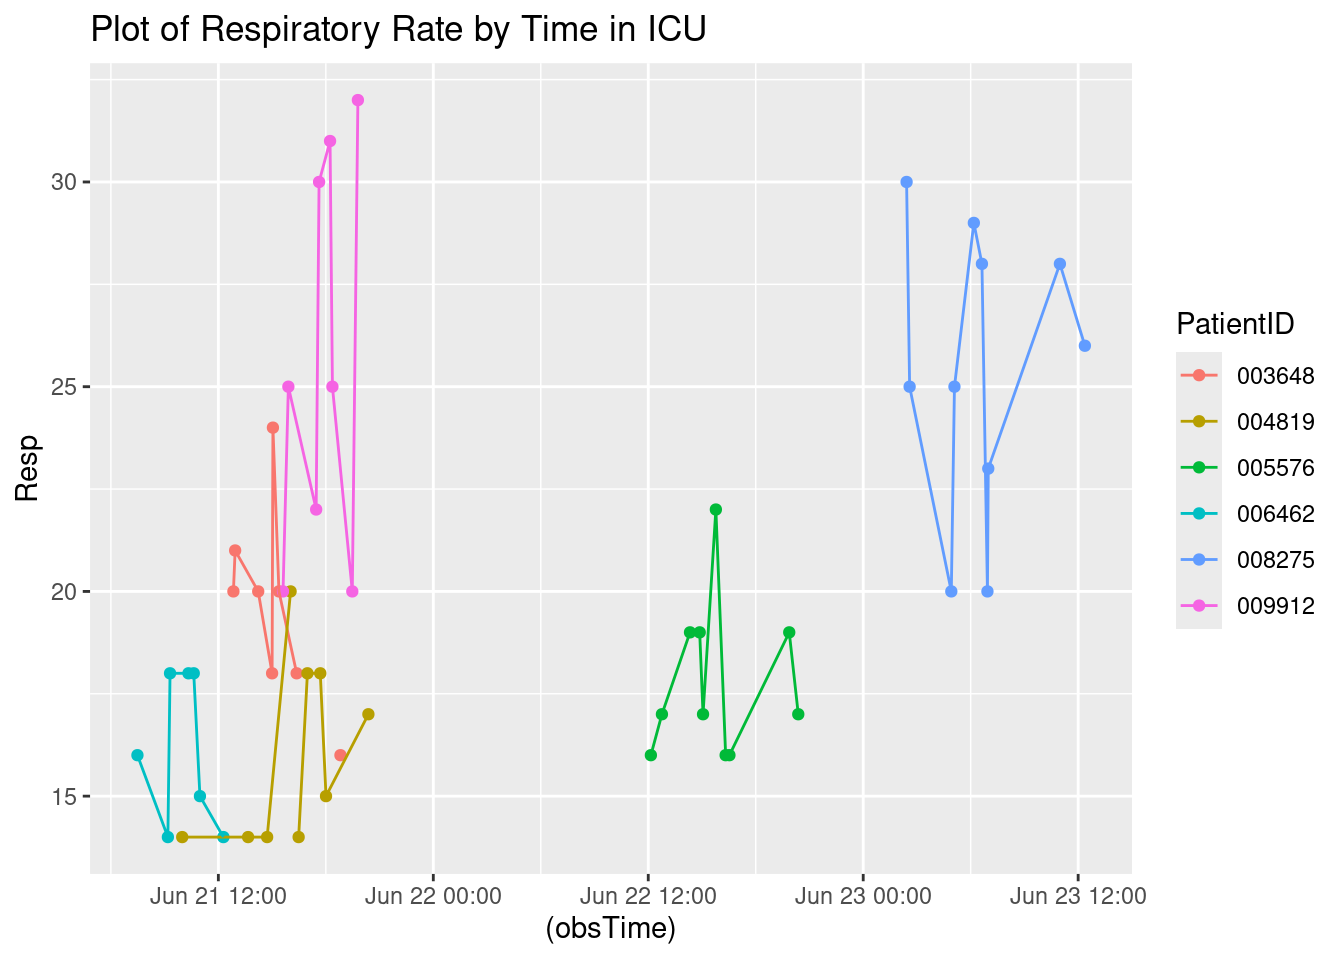 Plot of Respiratory Rate by Time in ICU
Resp
30
25
20
15
Jun 21 12:00
Jun 22 00:00
Jun 22 12:00
Jun 23 00:00
Jun 23 12:00
(obsTime)
PatientID
003648
004819
005576
006462
008275
009912